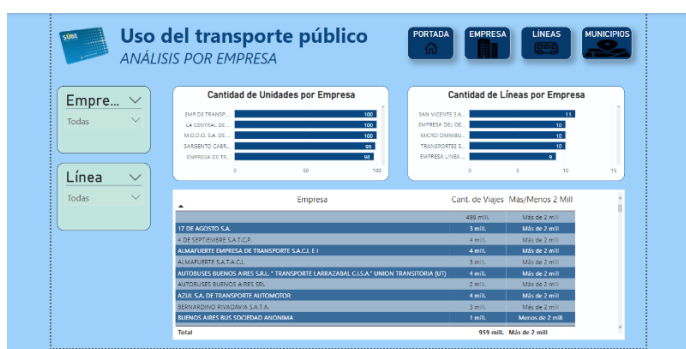 SUBE
Uso del transporte público
ANÁLISIS POR EMPRESA
PORTADA
EMPRESA
LÍNEAS
MUNICIPIOS
Empre...
Todas
Línea
Todas
Cantidad de Unidades por Empresa
EMP.DE TRANSP... 100
LA CENTRAL DE... 100
M.O.D.O. S.A. DE... 100
SARGENTO CABR... 99
EMPRESA DE TR... 98
0 50 100
Cantidad de Líneas por Empresa
SAN VICENTE S.A... 11
EMPRESA DEL OE... 10
MICRO OMNIBU... 10
TRANSPORTES S... 10
EMPRESA LINEA ... 9
0 5 10 15
Empresa Cant. de Viajes Más/Menos 2 Mill
498 mill. Más de 2 mill
17 DE AGOSTO S.A. 3 mill. Más de 2 mill
4 DE SEPTIEMBRE S.A.T.C.P. 4 mill. Más de 2 mill
ALMAFUERTE EMPRESA DE TRANSPORTE S.A.C.I. E I 4 mill. Más de 2 mill
ALMAFUERTE S.A.T.A.C.I. 3 mill. Más de 2 mill
AUTOBUSES BUENOS AIRES S.R.L. " TRANSPORTE LARRAZABAL C.I.S.A." UNION TRANSITORIA (UT) 4 mill. Más de 2 mill
AUTOBUSES BUENOS AIRES SRL 2 mill. Más de 2 mill
AZUL S.A. DE TRANSPORTE AUTOMOTOR 4 mill. Más de 2 mill
BERNARDINO RIVADAVIA S.A.T.A. 3 mill. Más de 2 mill
BUENOS AIRES BUS SOCIEDAD ANONIMA 1 mill. Menos de 2 mill
Total 959 mill. Más de 2 mill